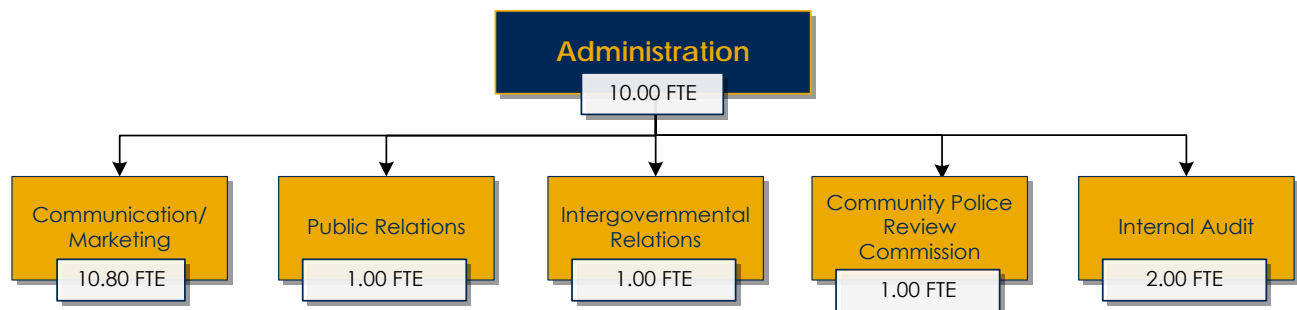 Administration
10.00 FTE
Communication/
Marketing
10.80 FTE
Public Relations
1.00 FTE
Intergovernmental
Relations
1.00 FTE
Community Police
Review
Commission
1.00 FTE
Internal Audit
2.00 FTE